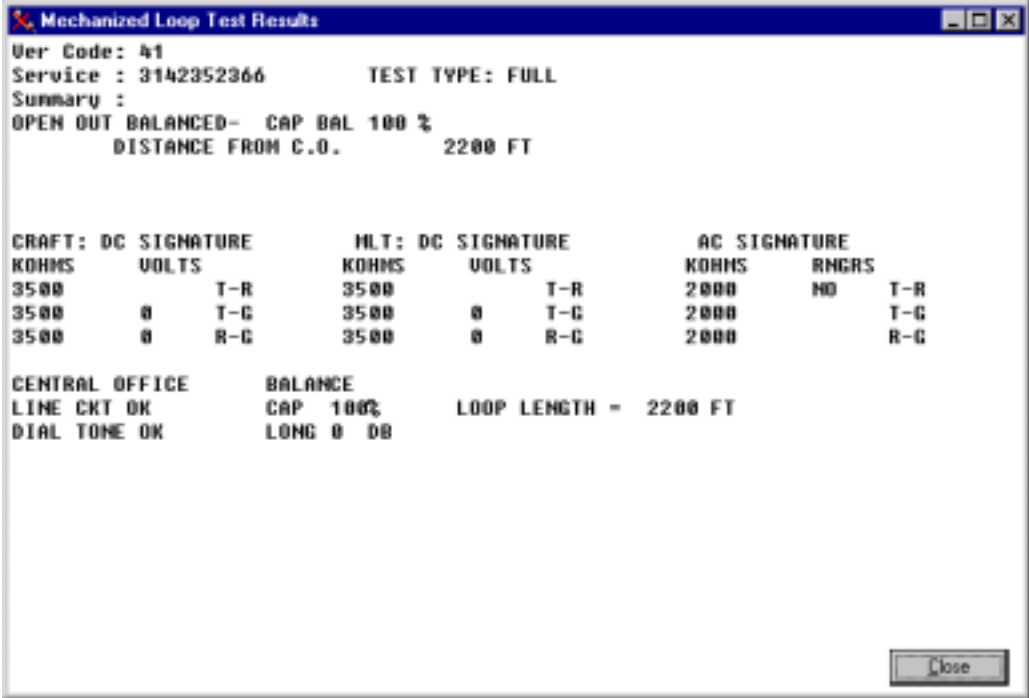 Mechanized Loop Test Results
Ver Code: 41
Service : 3142352366 TEST TYPE: FULL
Summary :
OPEN OUT BALANCED- CAP BAL 100 %
DISTANCE FROM C.O. 2200 FT
CRAFT: DC SIGNATURE MLT: DC SIGNATURE AC SIGNATURE
KOHMS VOLTS KOHMS VOLTS KOHMS RNGRS
3500 T-R 3500 T-R 2000 NO T-R
3500 0 T-G 3500 0 T-G 2000 T-G
3500 0 R-G 3500 0 R-G 2000 R-G
CENTRAL OFFICE BALANCE
LINE CKT OK CAP 100% LOOP LENGTH = 2200 FT
DIAL TONE OK LONG 0 DB
Close